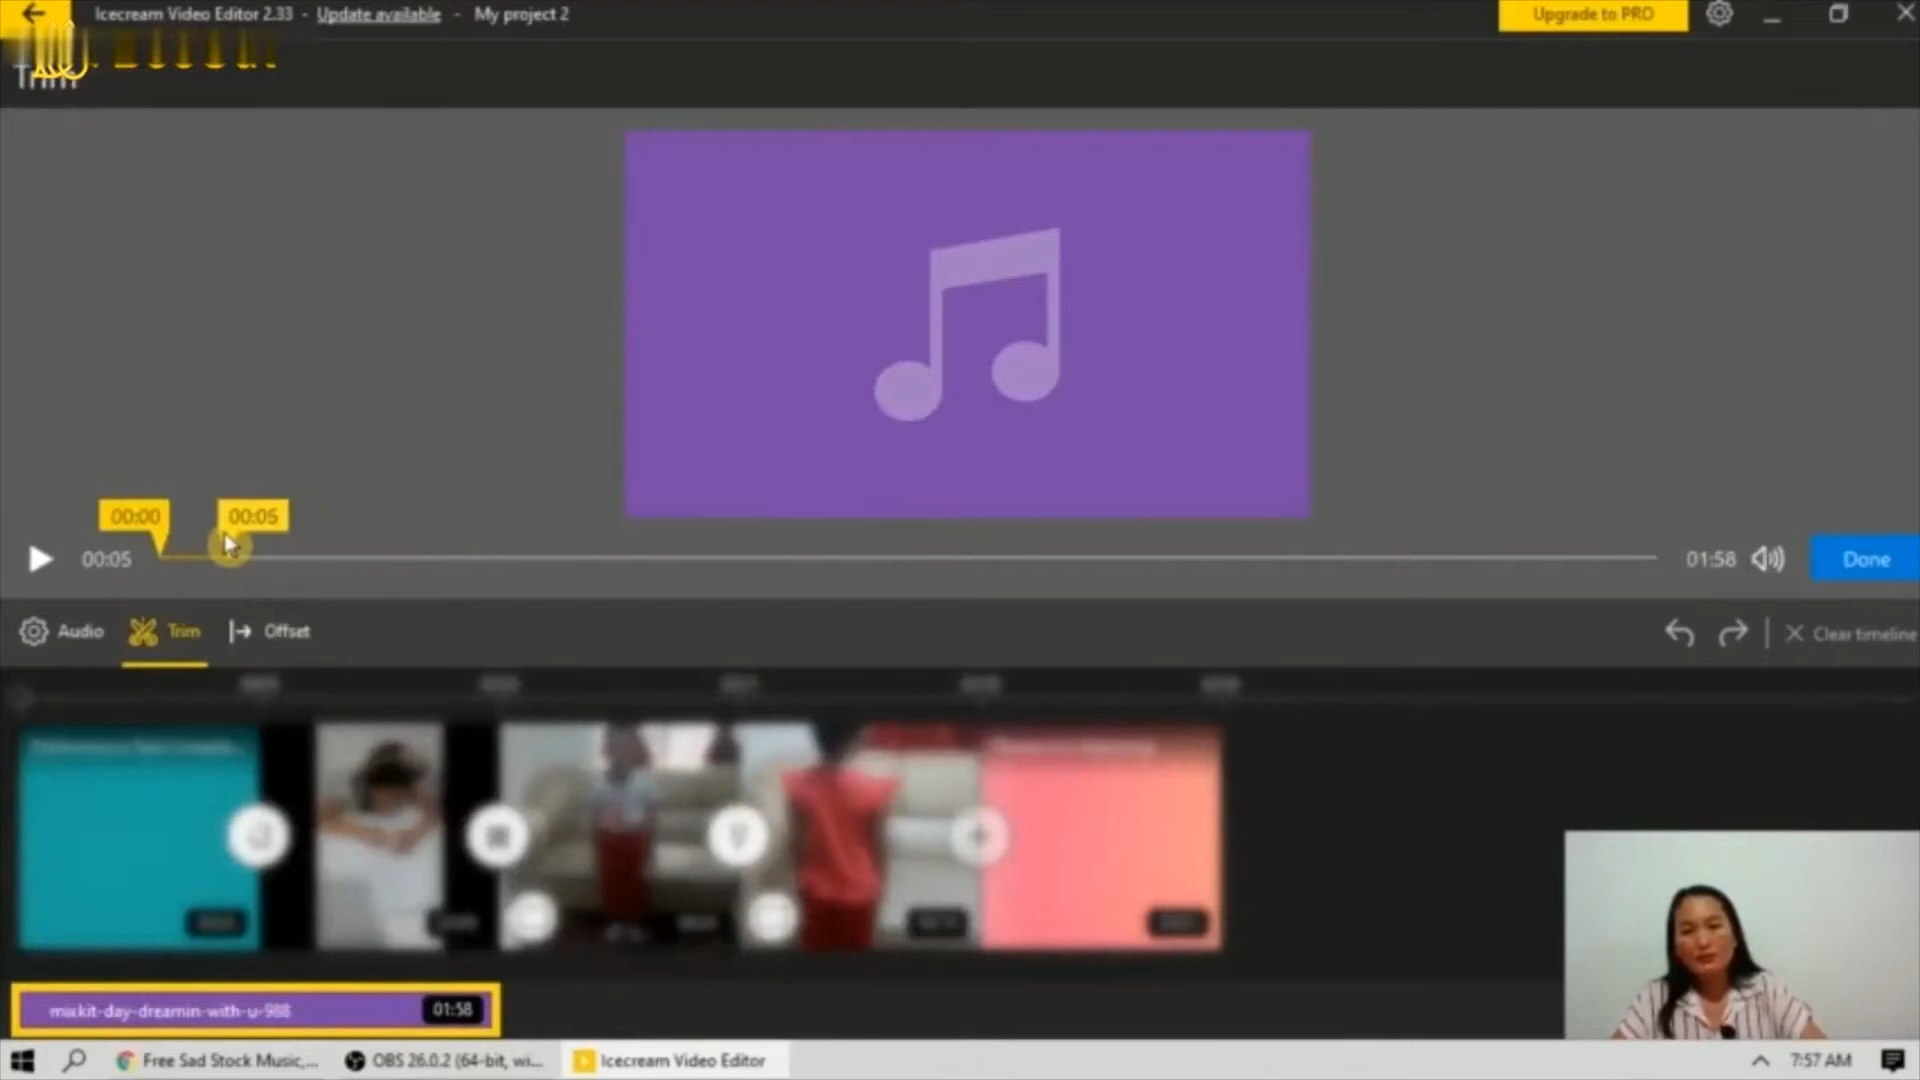 Icecream Video Editor 2.33 - Update available - My project 2
Upgrade to PRO
Trim
00:00
00:05
00:05
01:58
Done
Audio
Trim
Offset
Clear timeline
mixkit-day-dreamin-with-u-988
01:58
Free Sad Stock Music,...
OBS 26.0.2 (64-bit, wi...
Icecream Video Editor
7:57 AM